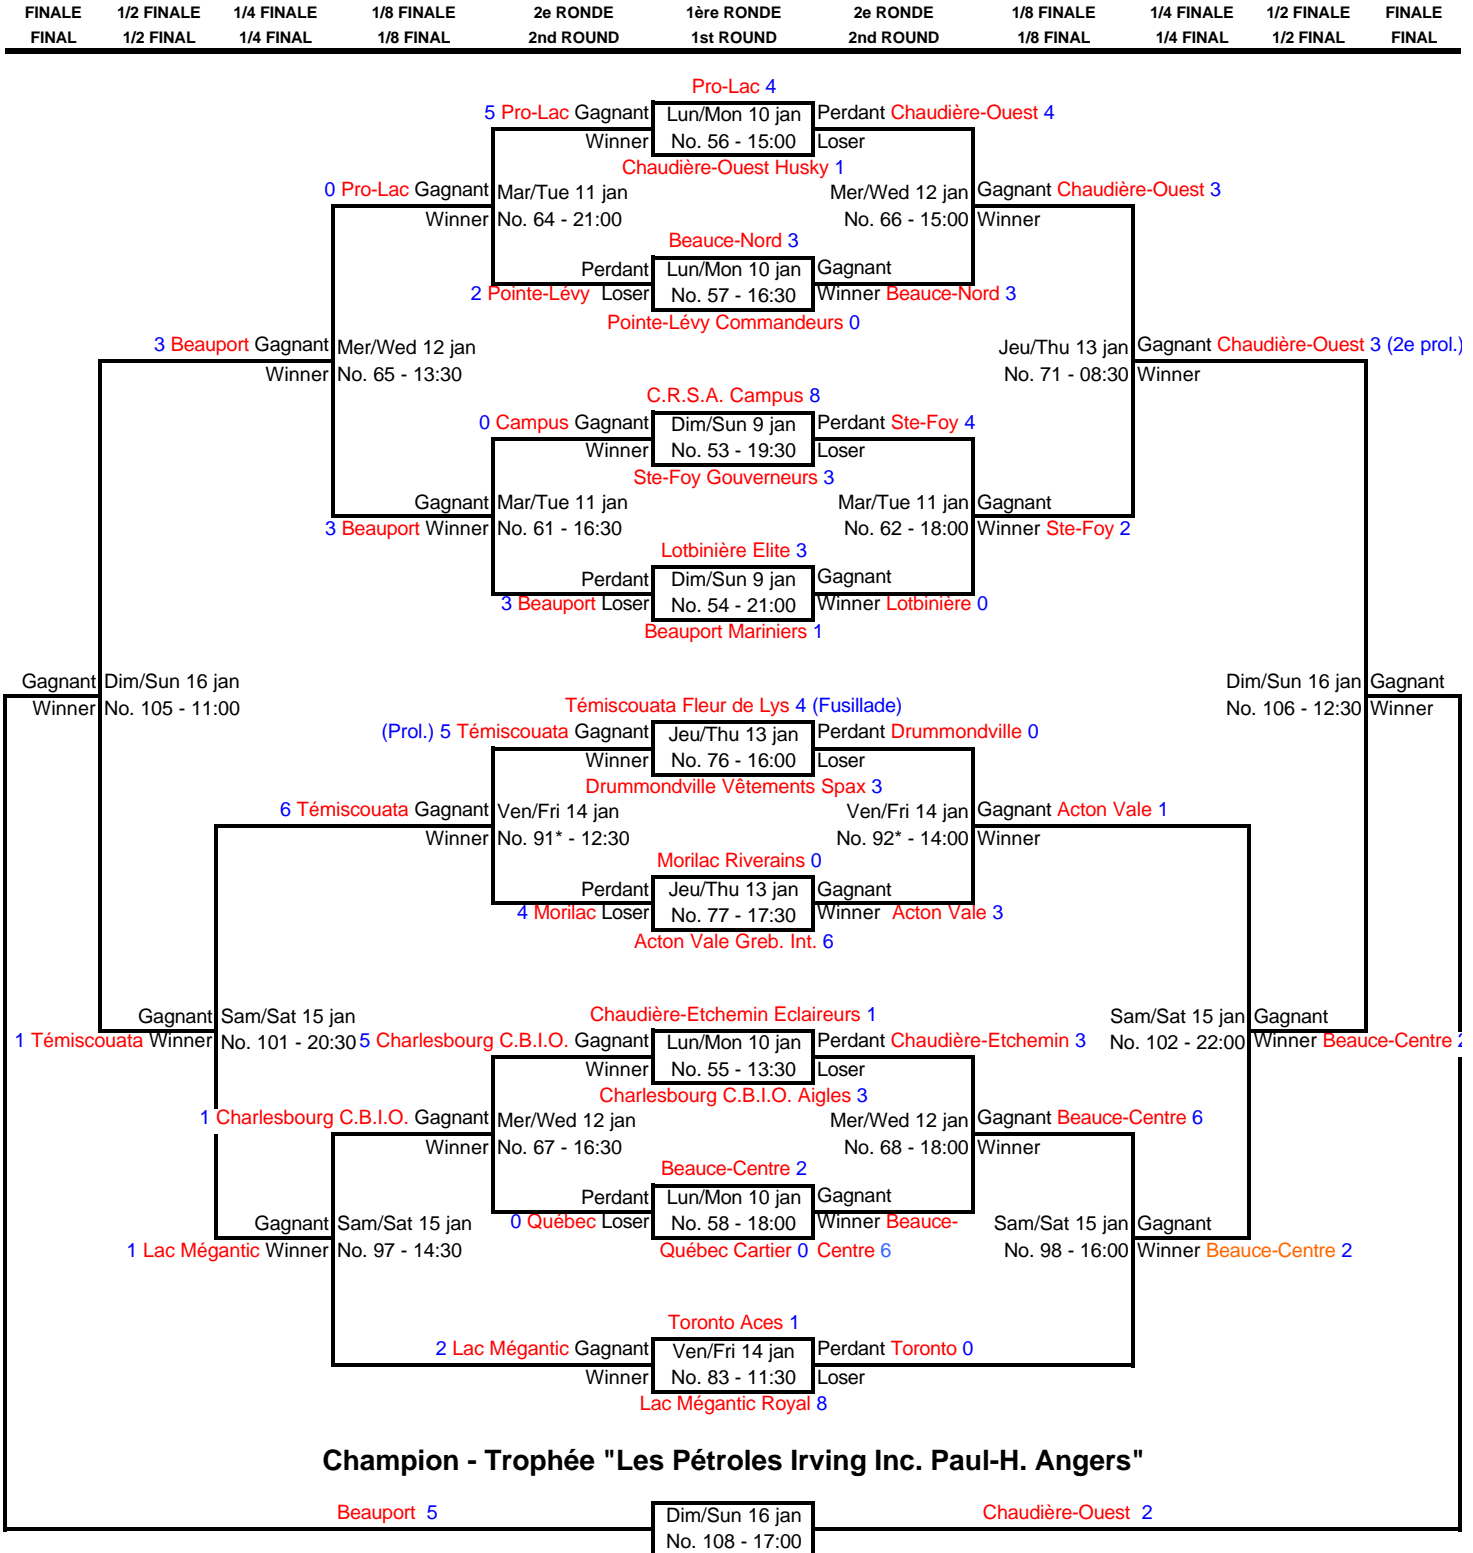 FINALE 1/2 FINALE 1/4 FINALE 1/8 FINALE 2e RONDE 1ère RONDE 2e RONDE 1/8 FINALE 1/4 FINALE 1/2 FINALE FINALE
FINAL 1/2 FINAL 1/4 FINAL 1/8 FINAL 2nd ROUND 1st ROUND 2nd ROUND 1/8 FINAL 1/4 FINAL 1/2 FINAL FINAL
Pro-Lac 4
5 Pro-Lac Gagnant Lun/Mon 10 jan Perdant Chaudière-Ouest 4
Winner No. 56 - 15:00 Loser
Chaudière-Ouest Husky 1
0 Pro-Lac Gagnant Mar/Tue 11 jan Mer/Wed 12 jan Gagnant Chaudière-Ouest 3
Winner No. 64 - 21:00 No. 66 - 15:00 Winner
Beauce-Nord 3
Perdant Lun/Mon 10 jan Gagnant
2 Pointe-Lévy Loser No. 57 - 16:30 Winner Beauce-Nord 3
Pointe-Lévy Commandeurs 0
3 Beauport Gagnant Mer/Wed 12 jan Jeu/Thu 13 jan Gagnant Chaudière-Ouest 3 (2e prol.)
Winner No. 65 - 13:30 No. 71 - 08:30 Winner
C.R.S.A. Campus 8
0 Campus Gagnant Dim/Sun 9 jan Perdant Ste-Foy 4
Winner No. 53 - 19:30 Loser
Ste-Foy Gouverneurs 3
Gagnant Mar/Tue 11 jan Mar/Tue 11 jan Gagnant
3 Beauport Winner No. 61 - 16:30 No. 62 - 18:00 Winner Ste-Foy 2
Lotbinière Elite 3
Perdant Dim/Sun 9 jan Gagnant
3 Beauport Loser No. 54 - 21:00 Winner Lotbinière 0
Beauport Mariniers 1
Gagnant Dim/Sun 16 jan Dim/Sun 16 jan Gagnant
Winner No. 105 - 11:00 No. 106 - 12:30 Winner
Témiscouata Fleur de Lys 4 (Fusillade)
(Prol.) 5 Témiscouata Gagnant Jeu/Thu 13 jan Perdant Drummondville 0
Winner No. 76 - 16:00 Loser
Drummondville Vêtements Spax 3
6 Témiscouata Gagnant Ven/Fri 14 jan Ven/Fri 14 jan Gagnant Acton Vale 1
Winner No. 91* - 12:30 No. 92* - 14:00 Winner
Morilac Riverains 0
Perdant Jeu/Thu 13 jan Gagnant
4 Morilac Loser No. 77 - 17:30 Winner Acton Vale 3
Acton Vale Greb. Int. 6
Gagnant Sam/Sat 15 jan Chaudière-Etchemin Eclaireurs 1 Sam/Sat 15 jan Gagnant
1 Témiscouata Winner No. 101 - 20:30 5 Charlesbourg C.B.I.O. Gagnant Lun/Mon 10 jan Perdant Chaudière-Etchemin 3 No. 102 - 22:00 Winner Beauce-Centre 2
Winner No. 55 - 13:30 Loser
Charlesbourg C.B.I.O. Aigles 3
1 Charlesbourg C.B.I.O. Gagnant Mer/Wed 12 jan Mer/Wed 12 jan Gagnant Beauce-Centre 6
Winner No. 67 - 16:30 No. 68 - 18:00 Winner
Beauce-Centre 2
Perdant Lun/Mon 10 jan Gagnant
0 Québec Loser No. 58 - 18:00 Winner Beauce-
Gagnant Sam/Sat 15 jan Sam/Sat 15 jan Gagnant
1 Lac Mégantic Winner No. 97 - 14:30 Québec Cartier 0 Centre 6 No. 98 - 16:00 Winner Beauce-Centre 2
Toronto Aces 1
2 Lac Mégantic Gagnant Ven/Fri 14 jan Perdant Toronto 0
Winner No. 83 - 11:30 Loser
Lac Mégantic Royal 8
Champion - Trophée "Les Pétroles Irving Inc. Paul-H. Angers"
Beauport 5 Dim/Sun 16 jan Chaudière-Ouest 2
No. 108 - 17:00